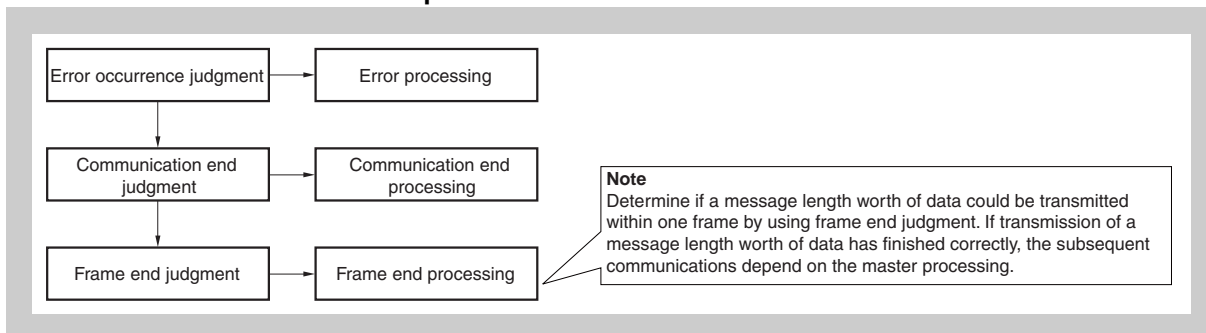 Error occurrence judgment
Error processing
Communication end
judgment
Communication end
processing
Note
Determine if a message length worth of data could be transmitted
within one frame by using frame end judgment. If transmission of a
message length worth of data has finished correctly, the subsequent
communications depend on the master processing.
Frame end judgment
Frame end processing